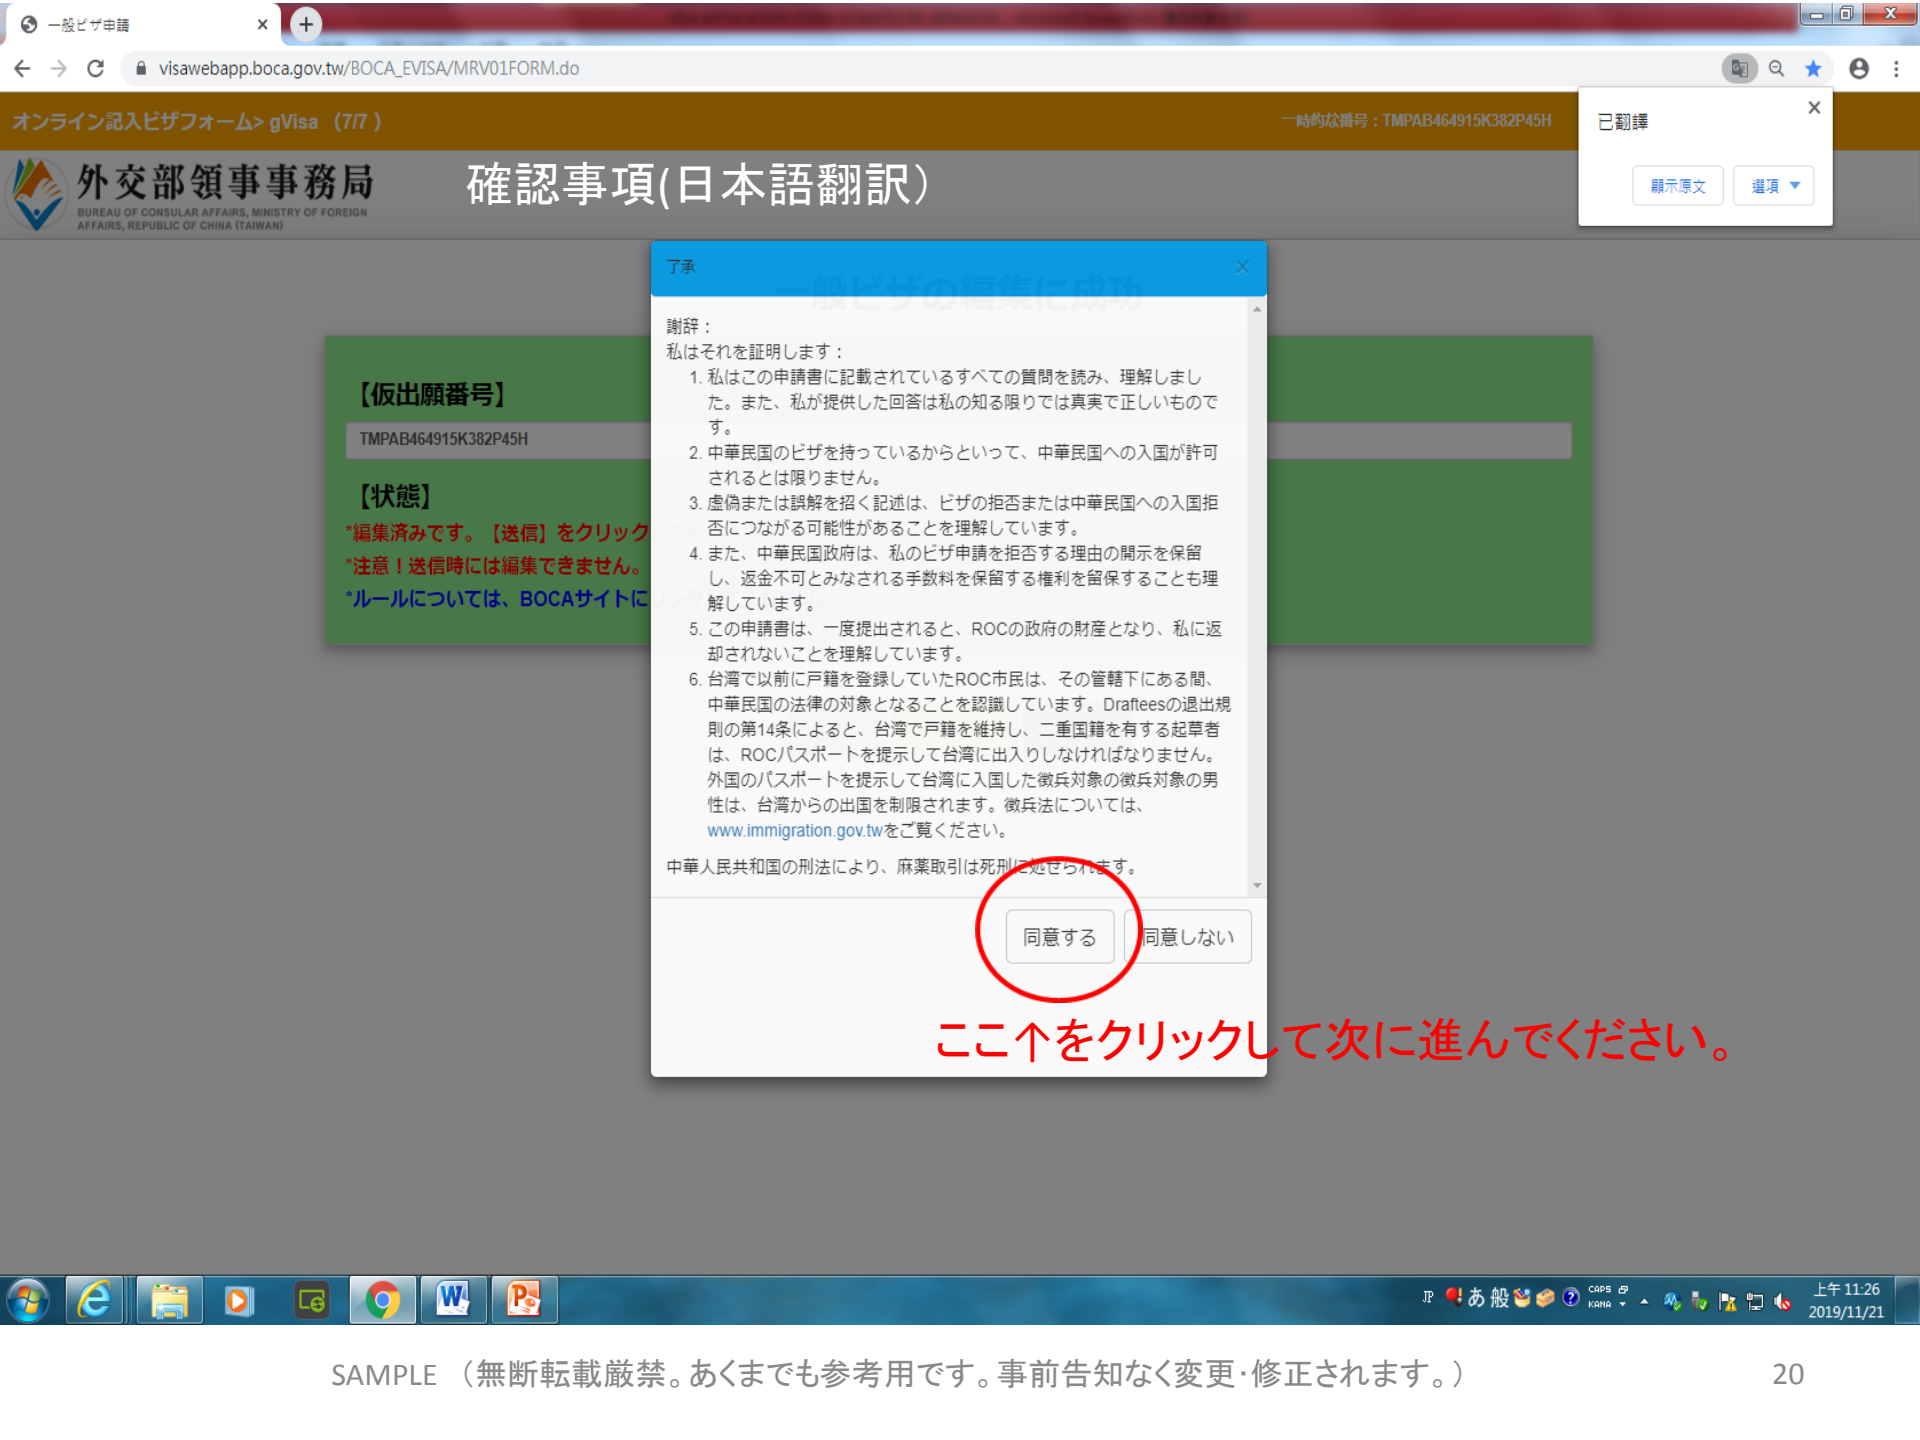 一般ビザ申請
visawebapp.boca.gov.tw/BOCA_EVISA/MRV01FORM.do
オンライン記入ビザフォーム> gVisa （7/7 ）
一時的な番号：TMPAB464915K382P45H
已翻譯
顯示原文
選項
外交部領事事務局
BUREAU OF CONSULAR AFFAIRS, MINISTRY OF FOREIGN
AFFAIRS, REPUBLIC OF CHINA (TAIWAN)
確認事項(日本語翻訳）
了承
一般ビザの編集に成功
謝辞：
私はそれを証明します：
1. 私はこの申請書に記載されているすべての質問を読み、理解しまし
た。また、私が提供した回答は私の知る限りでは真実で正しいもので
す。
2. 中華民国のビザを持っているからといって、中華民国への入国が許可
されるとは限りません。
3. 虚偽または誤解を招く記述は、ビザの拒否または中華民国への入国拒
否につながる可能性があることを理解しています。
4. また、中華民国政府は、私のビザ申請を拒否する理由の開示を保留
し、返金不可とみなされる手数料を保留する権利を留保することも理
解しています。
5. この申請書は、一度提出されると、ROCの政府の財産となり、私に返
却されないことを理解しています。
6. 台湾で以前に戸籍を登録していたROC市民は、その管轄下にある間、
中華民国の法律の対象となることを認識しています。Drafteesの退出規
則の第14条によると、台湾で戸籍を維持し、二重国籍を有する起草者
は、ROCパスポートを提示して台湾に出入りしなければなりません。
外国のパスポートを提示して台湾に入国した徴兵対象の徴兵対象の男
性は、台湾からの出国を制限されます。徴兵法については、
www.immigration.gov.twをご覧ください。
中華人民共和国の刑法により、麻薬取引は死刑に処せられます。
同意する
同意しない
【仮出願番号】
TMPAB464915K382P45H
【状態】
*編集済みです。【送信】をクリック
*注意！送信時には編集できません。
*ルールについては、BOCAサイトに
ここ↑をクリックして次に進んでください。
JP あ 般 CAPS KANA
上午 11:26
2019/11/21
SAMPLE （無断転載厳禁。あくまでも参考用です。事前告知なく変更・修正されます。）
20